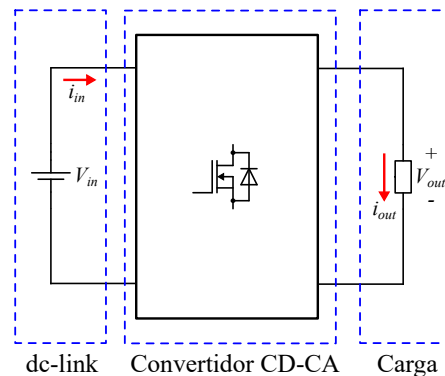 i_in
V_in
+
V_out
-
i_out
dc-link Convertidor CD-CA Carga